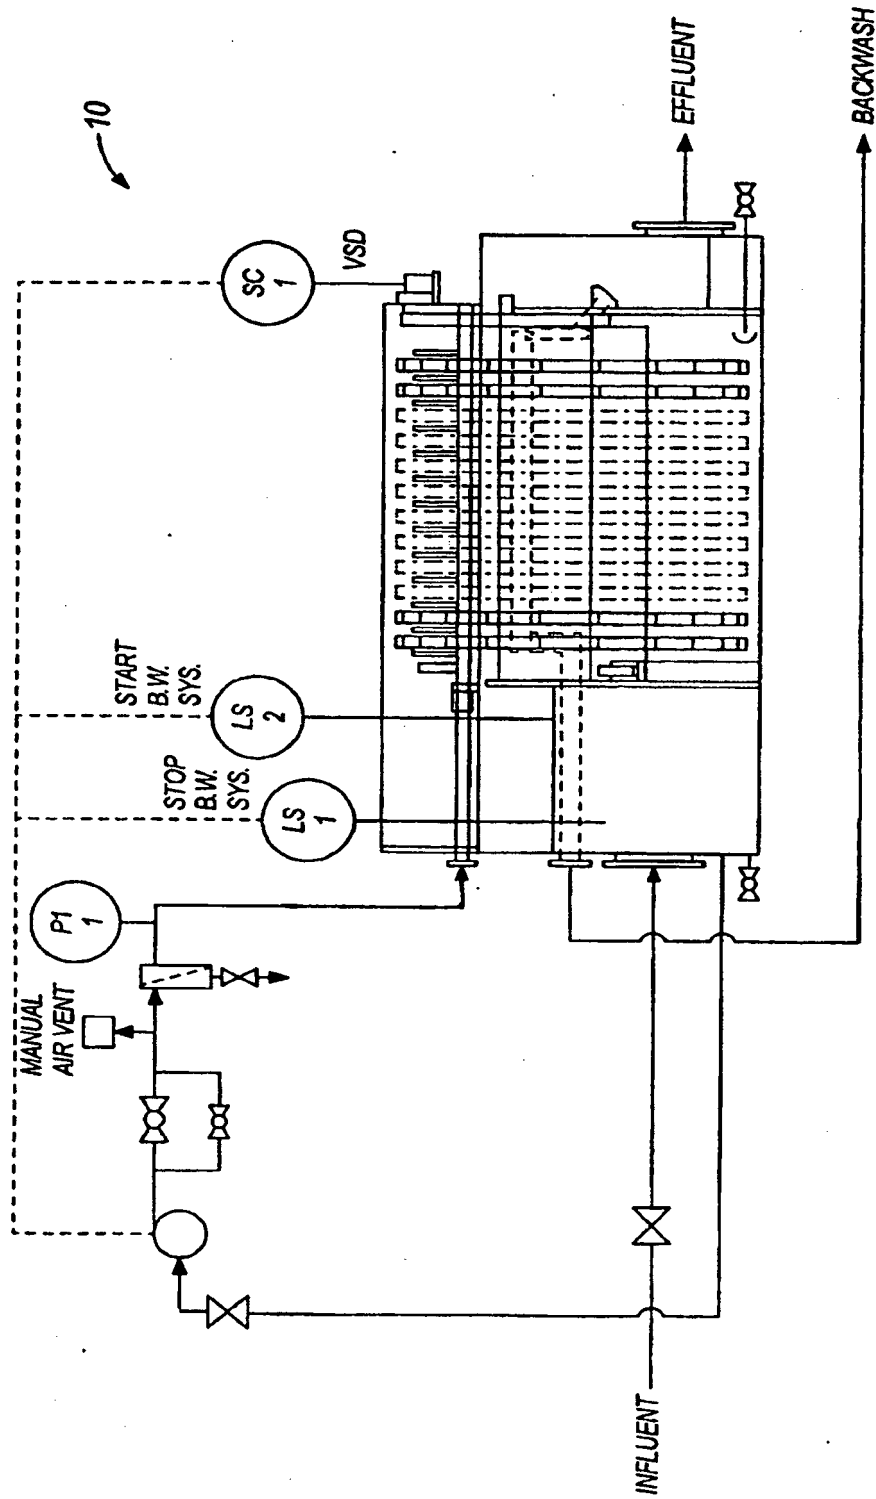 10
EFFLUENT
BACKWASH
SC
1
VSD
START
B.W.
SYS.
LS
2
STOP
B.W.
SYS.
LS
1
P1
1
MANUAL
AIR VENT
INFLUENT